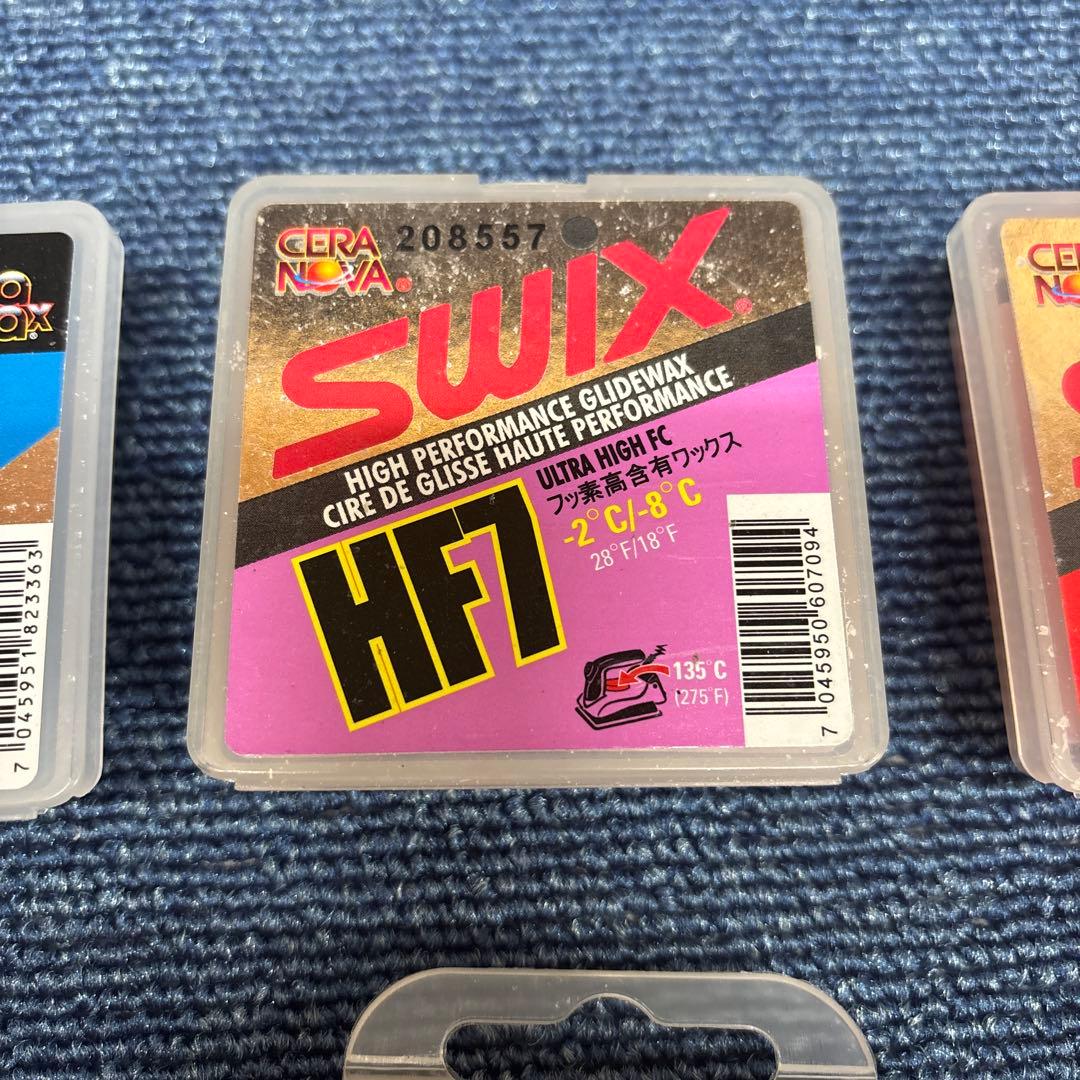 CERA
NOVA®
208557
SWIX®
HIGH PERFORMANCE GLIDEWAX
CIRE DE GLISSE HAUTE PERFORMANCE
ULTRA HIGH FC
フッ素高含有ワックス
-2°C/-8°C
28°F/18°F
HF7
135°C
(275°F)
7 045950 607094
7 045951 823363
CERA
NO